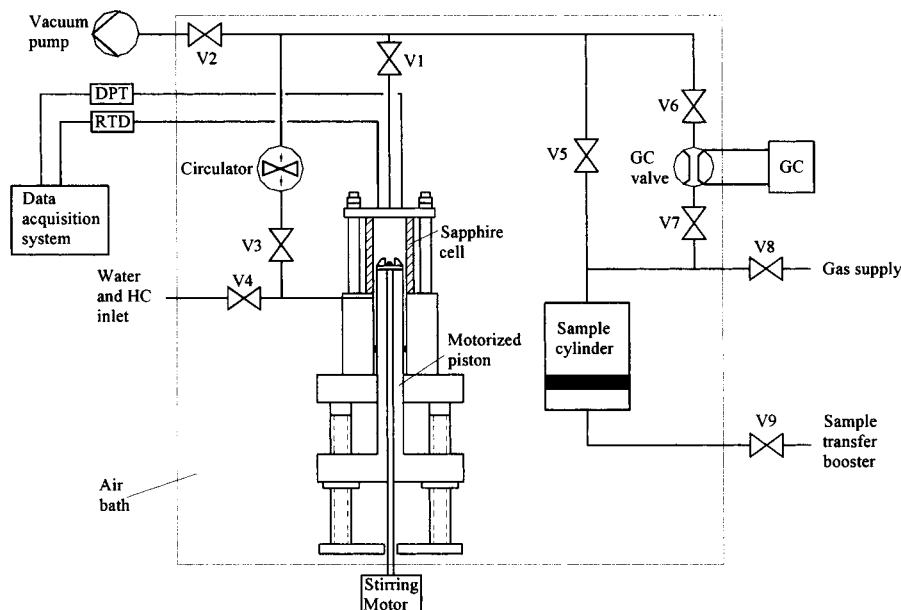 Vacuum
pump
V2
V1
DPT
RTD
V6
V5
GC
valve
GC
Circulator
Data
acquisition
system
V3
Sapphire
cell
V7
V8
Gas supply
Water
and HC
inlet
V4
Sample
cylinder
Motorized
piston
V9
Sample
transfer
booster
Air
bath
Stirring
Motor